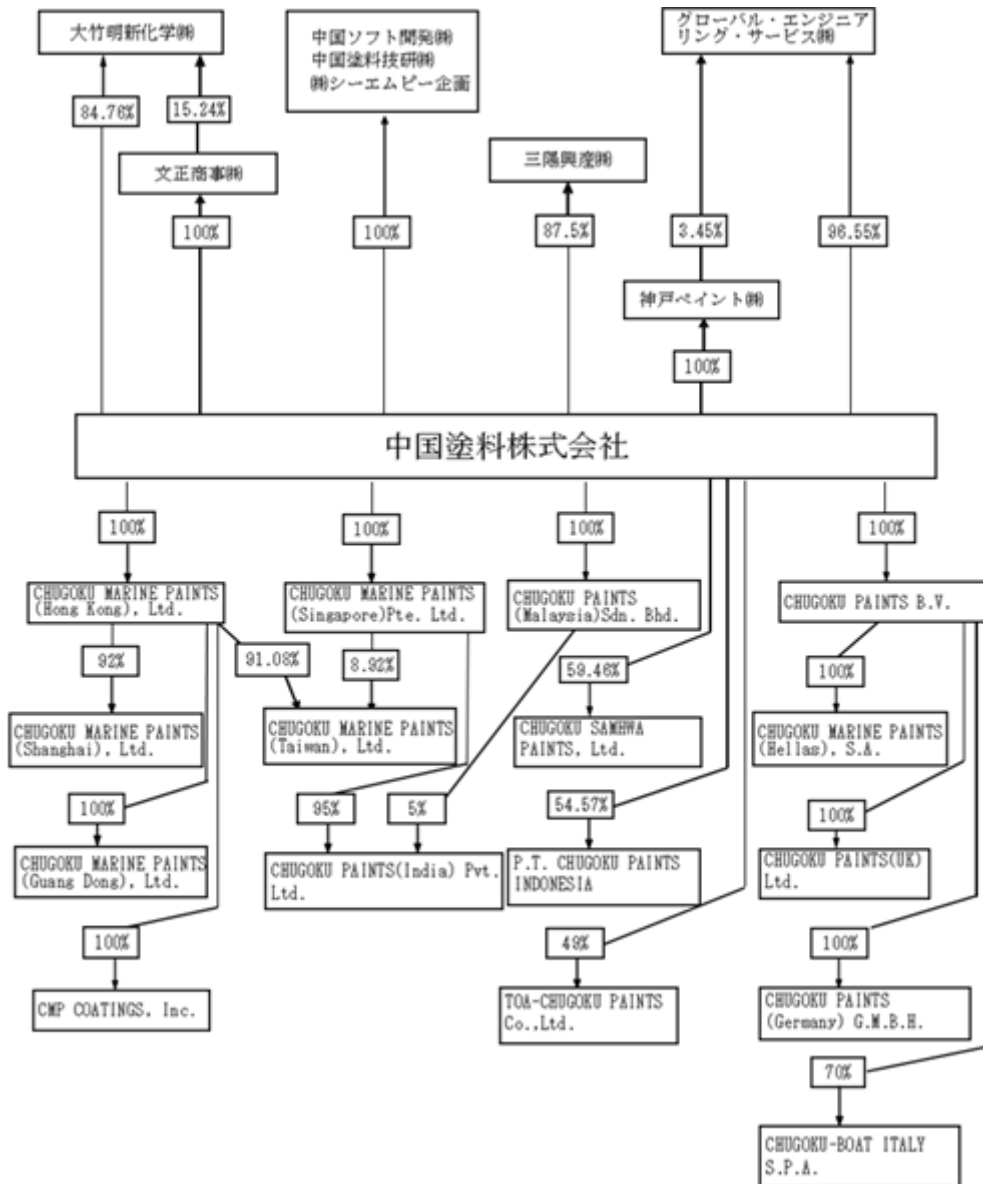 大竹明新化学㈱
中国ソフト開発㈱
中国塗料技研㈱
㈱シーエムピー企画
グローバル・エンジニア
リング・サービス㈱
84.76%
15.24%
文正商事㈱
三陽興産㈱
100%
100%
87.5%
3.45%
96.55%
神戸ペイント㈱
100%
中国塗料株式会社
100%
100%
100%
100%
CHUGOKU MARINE PAINTS
(Hong Kong), Ltd.
CHUGOKU MARINE PAINTS
(Singapore)Pte. Ltd.
CHUGOKU PAINTS
(Malaysia)Sdn. Bhd.
CHUGOKU PAINTS B.V.
92%
91.08%
8.92%
59.46%
100%
CHUGOKU MARINE PAINTS
(Shanghai), Ltd.
CHUGOKU MARINE PAINTS
(Taiwan), Ltd.
CHUGOKU SAMHWA
PAINTS, Ltd.
CHUGOKU MARINE PAINTS
(Hellas), S.A.
100%
95%
5%
54.57%
100%
CHUGOKU MARINE PAINTS
(Guang Dong), Ltd.
CHUGOKU PAINTS(India) Pvt.
Ltd.
P.T. CHUGOKU PAINTS
INDONESIA
CHUGOKU PAINTS(UK)
Ltd.
100%
49%
100%
CMP COATINGS, Inc.
TOA-CHUGOKU PAINTS
Co.,Ltd.
CHUGOKU PAINTS
(Germany) G.M.B.H.
70%
CHUGOKU-BOAT ITALY
S.P.A.